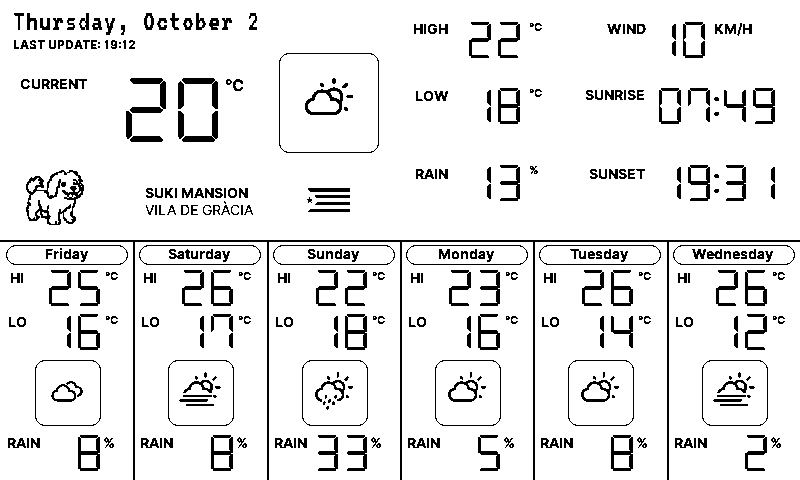 Thursday, October 2
LAST UPDATE: 19:12
CURRENT 20 °C
SUKI MANSION
VILA DE GRÀCIA
HIGH 22 °C
LOW 18 °C
RAIN 13 %
WIND 10 KM/H
SUNRISE 07:49
SUNSET 19:31
Friday
HI 25 °C
LO 16 °C
RAIN 8 %
Saturday
HI 26 °C
LO 17 °C
RAIN 8 %
Sunday
HI 22 °C
LO 18 °C
RAIN 33 %
Monday
HI 23 °C
LO 16 °C
RAIN 5 %
Tuesday
HI 26 °C
LO 14 °C
RAIN 8 %
Wednesday
HI 26 °C
LO 12 °C
RAIN 2 %